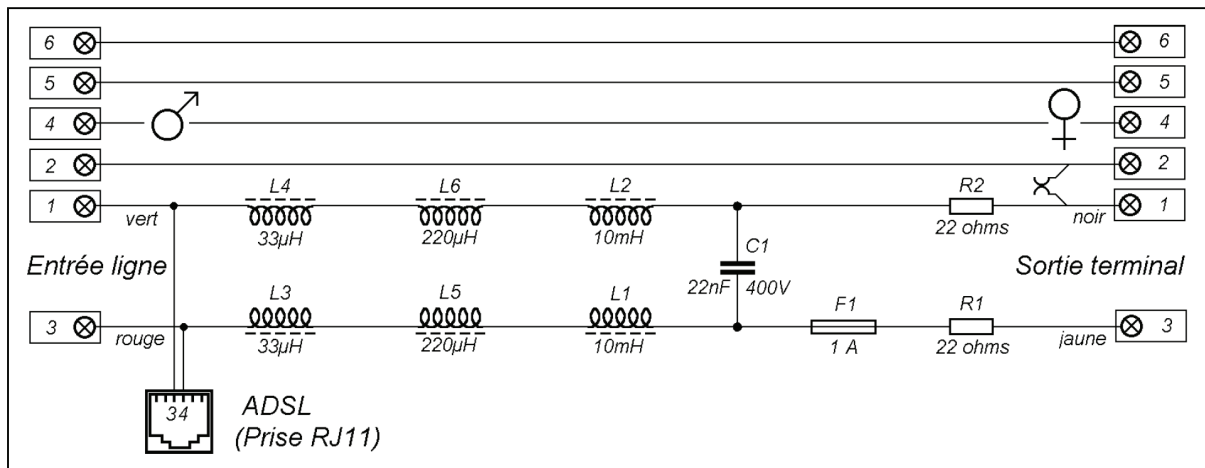 6 6
5 5
4 4
2 2
L4 L6 L2 R2
1 vert 33µH 220µH 10mH 22 ohms noir 1
Entrée ligne
C1
22nF 400V
Sortie terminal
L3 L5 L1 F1 R1
3 rouge 33µH 220µH 10mH 1 A 22 ohms jaune 3
34
ADSL
(Prise RJ11)